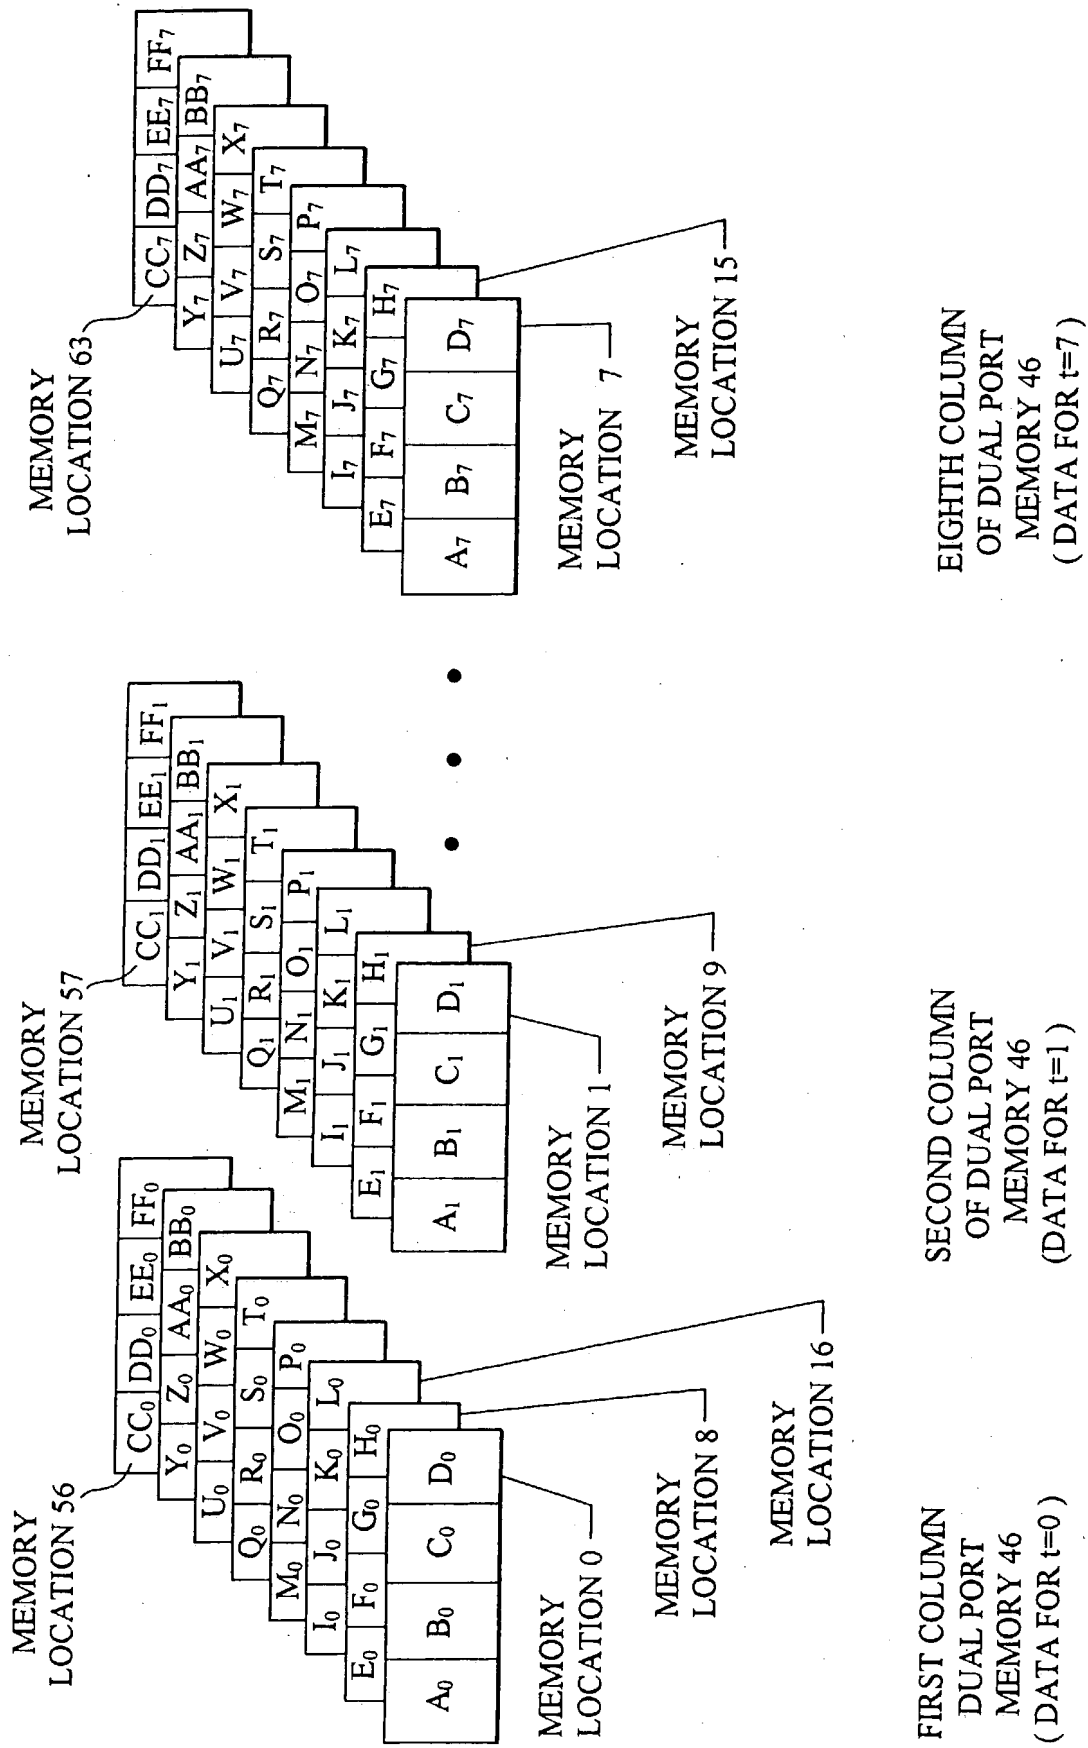 MEMORY
LOCATION 56
CC0 DD0 EE0 FF0
Y0 Z0 AA0 BB0
U0 V0 W0 X0
Q0 R0 S0 T0
M0 N0 O0 P0
I0 J0 K0 L0
E0 F0 G0 H0
A0 B0 C0 D0
MEMORY
LOCATION 0
MEMORY
LOCATION 8
MEMORY
LOCATION 16
FIRST COLUMN
DUAL PORT
MEMORY 46
( DATA FOR t=0 )
MEMORY
LOCATION 57
CC1 DD1 EE1 FF1
Y1 Z1 AA1 BB1
U1 V1 W1 X1
Q1 R1 S1 T1
M1 N1 O1 P1
I1 J1 K1 L1
E1 F1 G1 H1
A1 B1 C1 D1
MEMORY
LOCATION 1
MEMORY
LOCATION 9
SECOND COLUMN
OF DUAL PORT
MEMORY 46
(DATA FOR t=1 )
• • •
MEMORY
LOCATION 63
CC7 DD7 EE7 FF7
Y7 Z7 AA7 BB7
U7 V7 W7 X7
Q7 R7 S7 T7
M7 N7 O7 P7
I7 J7 K7 L7
E7 F7 G7 H7
A7 B7 C7 D7
MEMORY
LOCATION 7
MEMORY
LOCATION 15
EIGHTH COLUMN
OF DUAL PORT
MEMORY 46
( DATA FOR t=7 )